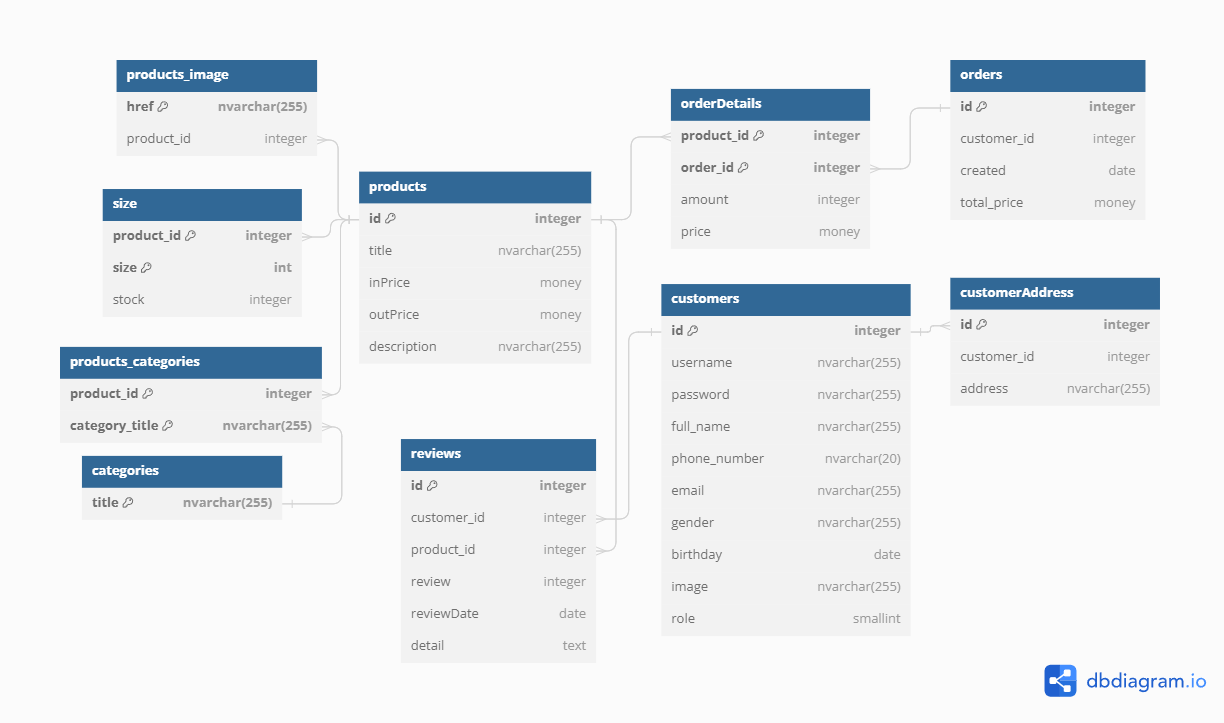 products_image
href nvarchar(255)
product_id integer
size
product_id integer
size int
stock integer
products_categories
product_id integer
category_title nvarchar(255)
categories
title nvarchar(255)
products
id integer
title nvarchar(255)
inPrice money
outPrice money
description nvarchar(255)
reviews
id integer
customer_id integer
product_id integer
review integer
reviewDate date
detail text
orderDetails
product_id integer
order_id integer
amount integer
price money
customers
id integer
username nvarchar(255)
password nvarchar(255)
full_name nvarchar(255)
phone_number nvarchar(20)
email nvarchar(255)
gender nvarchar(255)
birthday date
image nvarchar(255)
role smallint
orders
id integer
customer_id integer
created date
total_price money
customerAddress
id integer
customer_id integer
address nvarchar(255)
dbdiagram.io